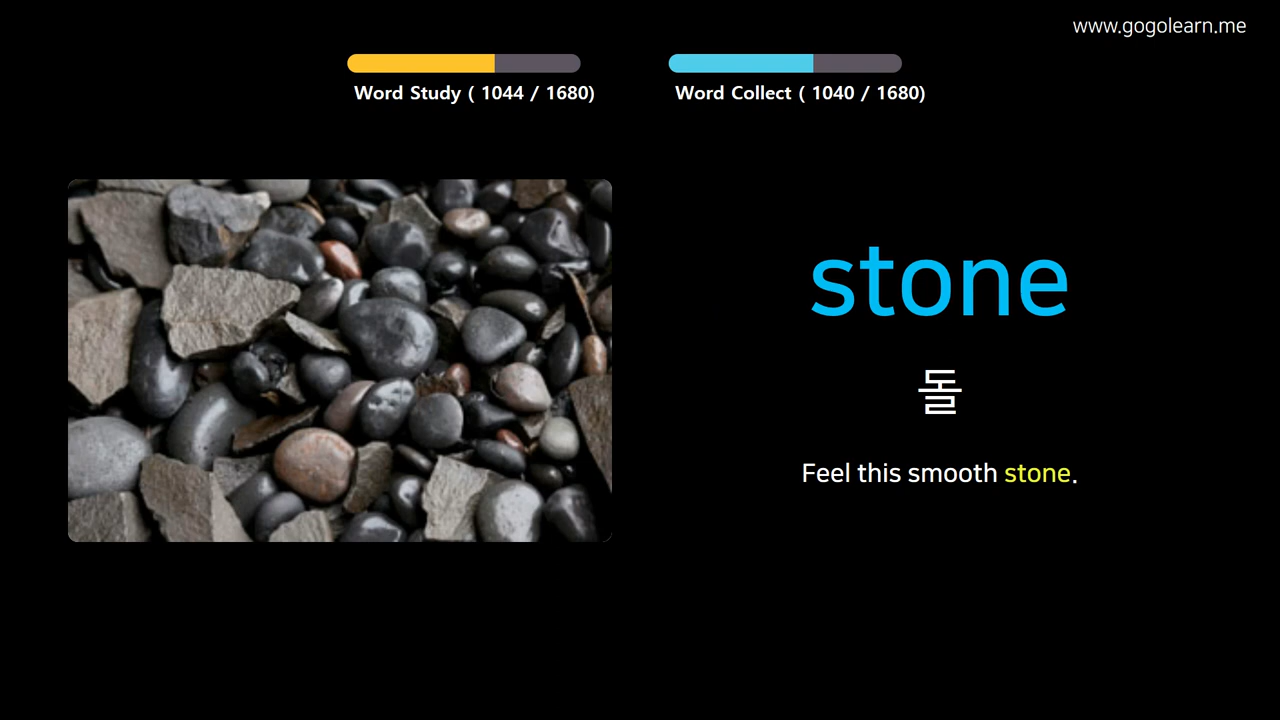 www.gogolearn.me
Word Study ( 1044 / 1680)
Word Collect ( 1040 / 1680)
stone
돌
Feel this smooth stone.